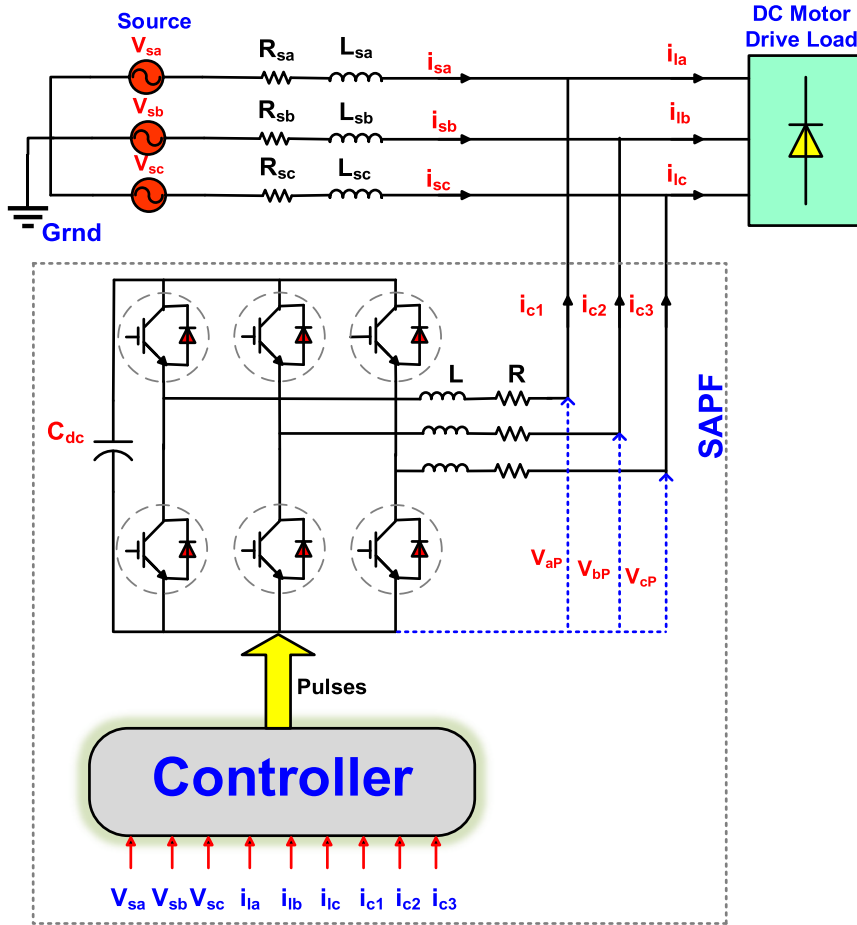 Source
DC Motor
Drive Load
Vsa
Rsa
Lsa
isa
ila
Vsb
Rsb
Lsb
isb
ilb
Vsc
Rsc
Lsc
isc
ilc
Grnd
ic1
ic2
ic3
L
R
SAPF
Cdc
VaP
VbP
VcP
Pulses
Controller
Vsa Vsb Vsc ila ilb ilc ic1 ic2 ic3